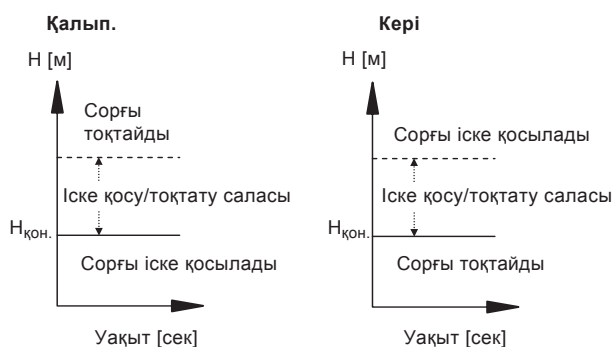 Қалып.
H [м]
Сорғы
тоқтайды
Іске қосу/тоқтату саласы
Hқон.
Сорғы іске қосылады
Уақыт [сек]
Кері
H [м]
Сорғы іске қосылады
Іске қосу/тоқтату саласы
Hқон.
Сорғы тоқтайды
Уақыт [сек]